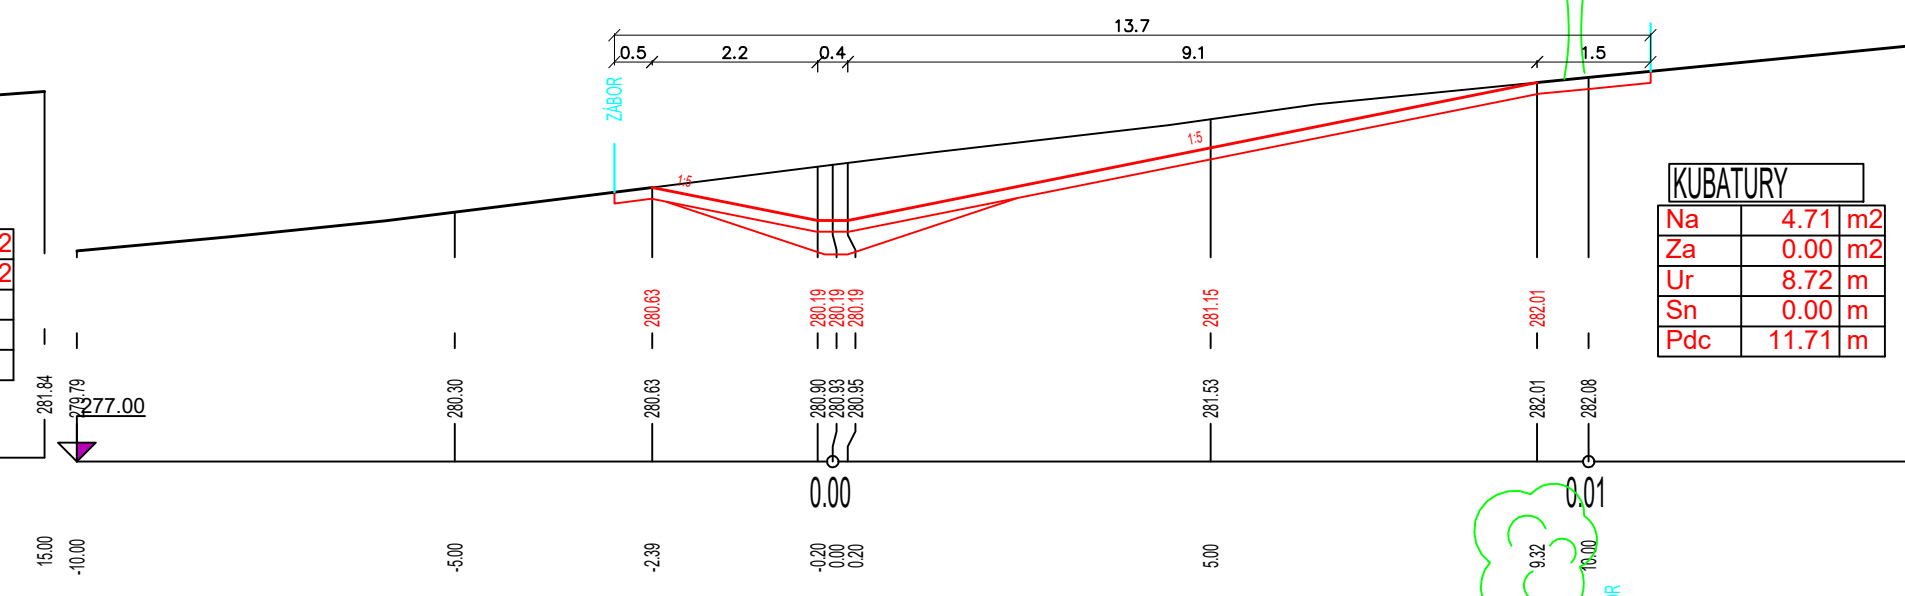 13.7
0.5 2.2 0.4 9.1 1.5
ZÁBOR
1:5
1:5
KUBATURY
Na 4.71 m2
Za 0.00 m2
Ur 8.72 m
Sn 0.00 m
Pdc 11.71 m
2
2
280.63 280.19 280.19 280.19 281.15 282.01
281.84 279.79 280.30 280.63 280.90 280.93 280.95 281.53 282.01 282.08
277.00
0.00 0.01
15.00 -10.00 -5.00 -2.39 -0.20 0.00 0.20 5.00 9.32 10.00
OR